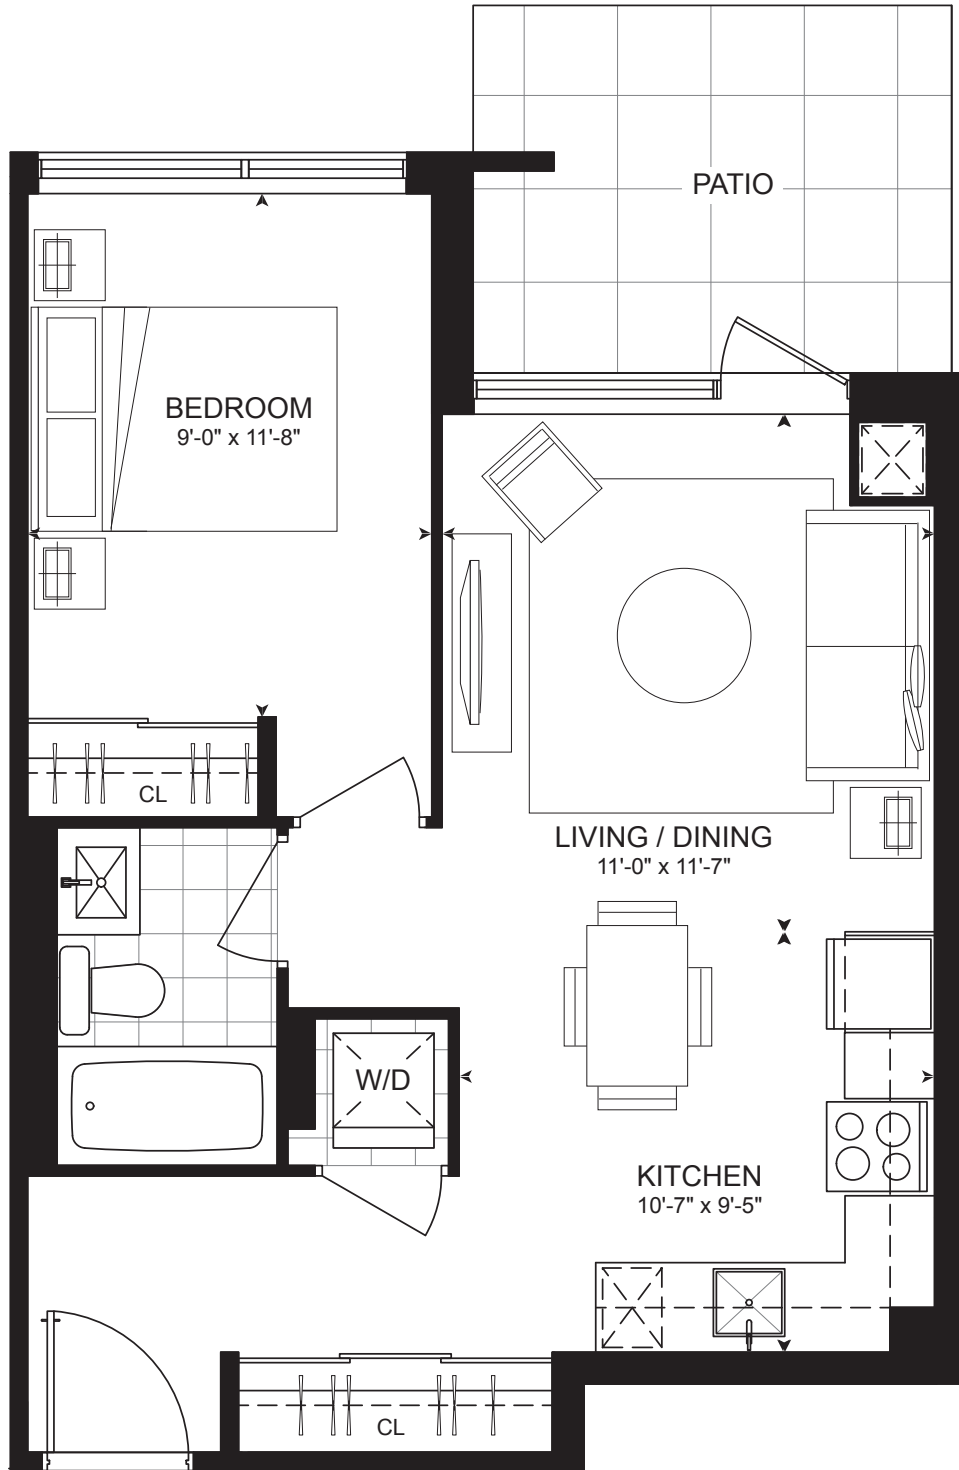 PATIO
BEDROOM
9'-0" x 11'-8"
CL
LIVING / DINING
11'-0" x 11'-7"
W/D
KITCHEN
10'-7" x 9'-5"
CL